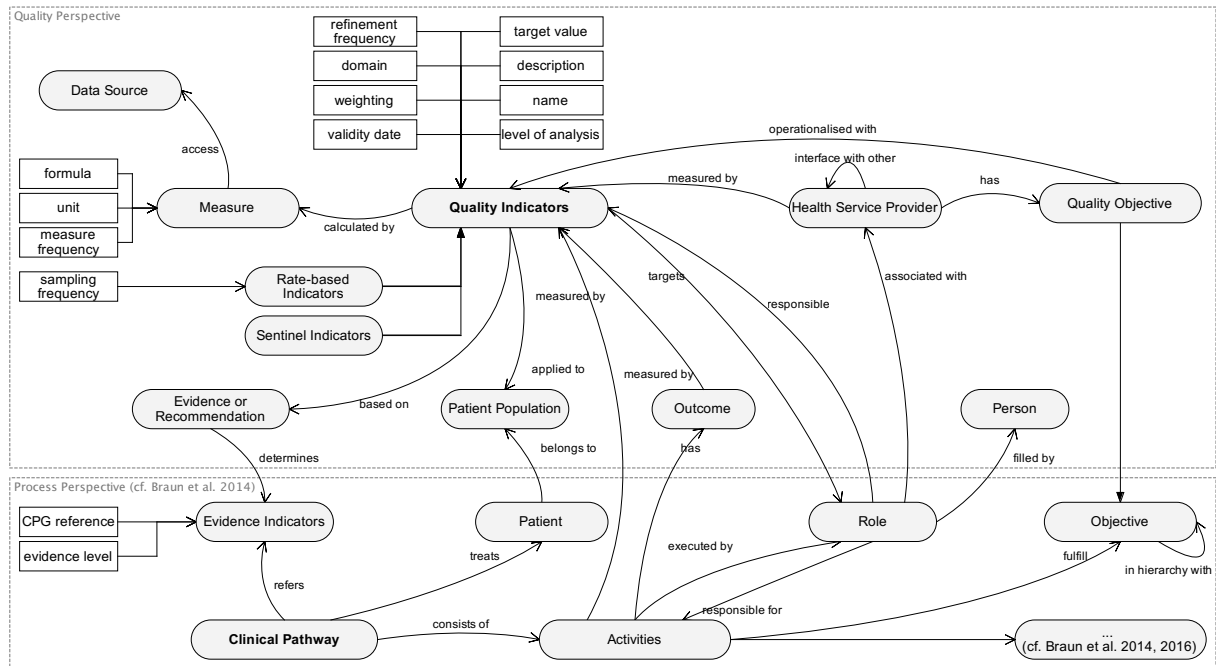 Quality Perspective
refinement
frequency
target value
domain
description
Data Source
weighting
name
validity date
level of analysis
operationalised with
access
interface with other
formula
measured by
has
unit
Measure
Quality Indicators
Health Service Provider
Quality Objective
calculated by
measure
frequency
sampling
frequency
Rate-based
Indicators
measured by
targets
responsible
associated with
Sentinel Indicators
applied to
measured by
Evidence or
Recommendation
based on
Patient Population
Outcome
Person
belongs to
has
determines
filled by
Process Perspective (cf. Braun et al. 2014)
CPG reference
Evidence Indicators
Patient
Role
Objective
evidence level
treats
executed by
fulfill
in hierarchy with
refers
responsible for
consists of
Clinical Pathway
Activities
...
(cf. Braun et al. 2014, 2016)